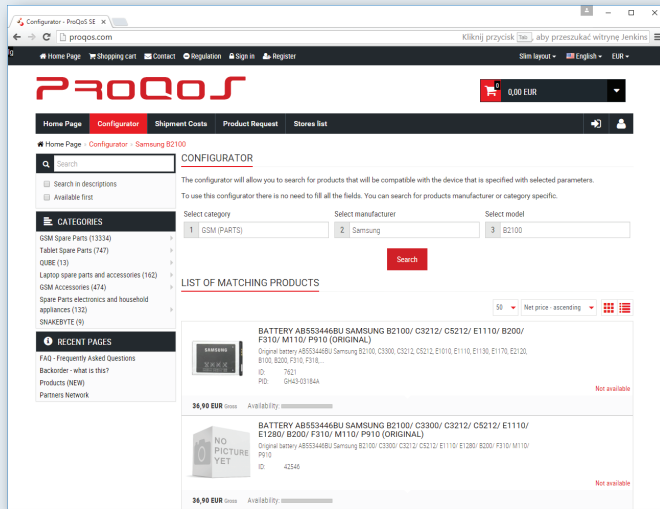 Configurator - ProQoS SE
proqos.com
Kliknij przycisk Tab, aby przeszukać witrynę Jenkins
Home Page Shopping cart Contact Regulation Sign in Register
Slim layout English EUR
PROQOS
0
0,00 EUR
Home Page Configurator Shipment Costs Product Request Stores list
Home Page › Configurator › Samsung B2100
Search
Search in descriptions
Available first
CATEGORIES
GSM Spare Parts (13334)
Tablet Spare Parts (747)
QUBE (13)
Laptop spare parts and accessories (162)
GSM Accessories (474)
Spare Parts electronics and household
appliances (132)
SNAKEBYTE (9)
RECENT PAGES
FAQ - Frequently Asked Questions
Backorder - what is this?
Products (NEW)
Partners Network
CONFIGURATOR
The configurator will allow you to search for products that will be compatible with the device that is specified with selected parameters.
To use this configurator there is no need to fill all the fields. You can search for products manufacturer or category specific.
Select category Select manufacturer Select model
1 GSM (PARTS) 2 Samsung 3 B2100
Search
LIST OF MATCHING PRODUCTS
50 Net price - ascending
SAMSUNG
BATTERY AB553446BU SAMSUNG B2100/ C3212/ C5212/ E1110/ B200/
F310/ M110/ P910 (ORIGINAL)
Original battery AB553446BU Samsung B2100, C3300, C3212, C5212, E1010, E1110, E1130, E1170, E2120,
B100, B200, F310, F318,...
ID: 7621
PID: GH43-03184A
Not available
36,90 EUR Gross Availability:
BATTERY AB553446BU SAMSUNG B2100/ C3300/ C3212/ C5212/ E1110/
E1280/ B200/ F310/ M110/ P910 (ORIGINAL)
NO
PICTURE
YET
Original battery AB553446BU Samsung B2100/ C3300/ C3212/ C5212/ E1110/ E1280/ B200/ F310/ M110/
P910
ID: 42546
Not available
36,90 EUR Gross Availability: